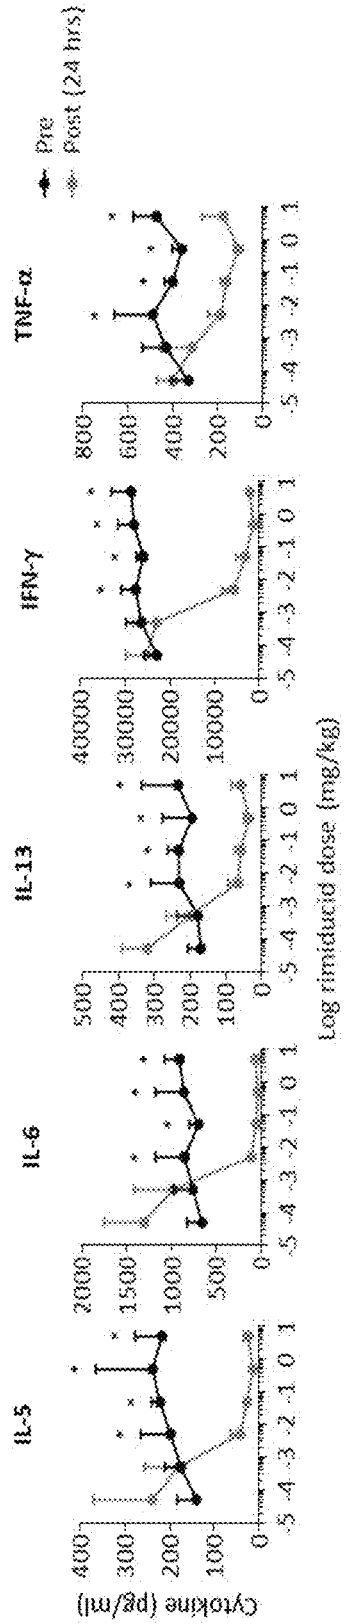 IL-5
IL-6
IL-13
IFN-γ
TNF-α
Pre
Post (24 hrs)
Cytokine (pg/ml)
400
300
200
100
0
-5 -4 -3 -2 -1 0 1
2000
1500
1000
500
0
-5 -4 -3 -2 -1 0 1
500
400
300
200
100
0
-5 -4 -3 -2 -1 0 1
40000
30000
20000
10000
0
-5 -4 -3 -2 -1 0 1
800
600
400
200
0
-5 -4 -3 -2 -1 0 1
Log rimiducid dose (mg/kg)